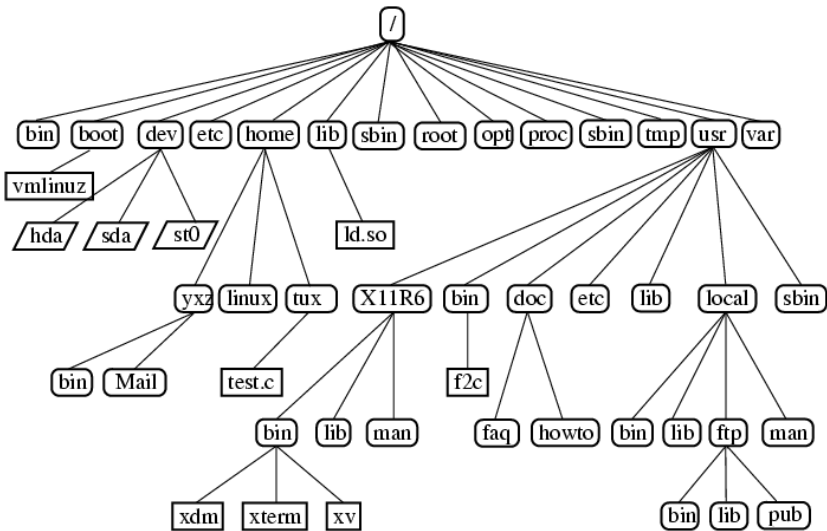 /
bin boot dev etc home lib sbin root opt proc sbin tmp usr var
vmlinuz
hda sda st0 ld.so
yxz linux tux X11R6 bin doc etc lib local sbin
bin Mail test.c f2c
bin lib man faq howto bin lib ftp man
xdm xterm xv bin lib pub